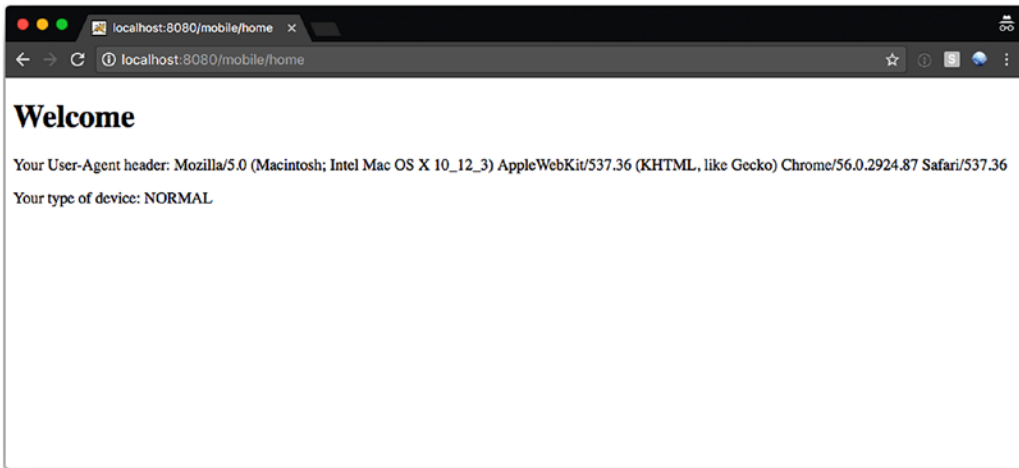 localhost:8080/mobile/home
localhost:8080/mobile/home
S
Welcome
Your User-Agent header: Mozilla/5.0 (Macintosh; Intel Mac OS X 10_12_3) AppleWebKit/537.36 (KHTML, like Gecko) Chrome/56.0.2924.87 Safari/537.36
Your type of device: NORMAL